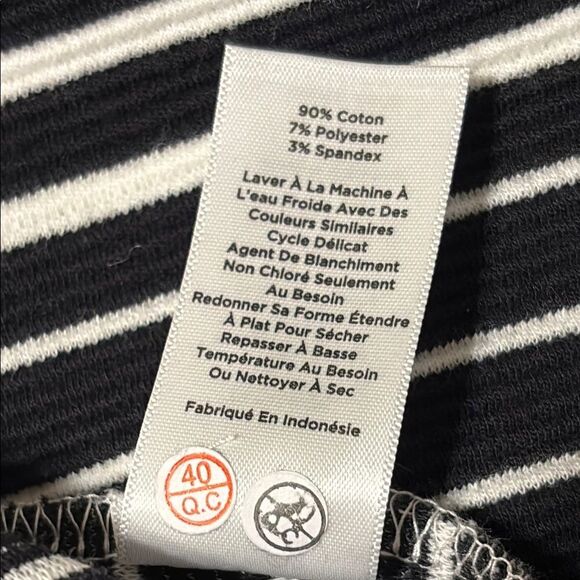 90% Coton
7% Polyester
3% Spandex
Laver À La Machine À
L'eau Froide Avec Des
Couleurs Similaires
Cycle Délicat
Agent De Blanchiment
Non Chloré Seulement
Au Besoin
Redonner Sa Forme Étendre
À Plat Pour Sécher
Repasser À Basse
Température Au Besoin
Ou Nettoyer À Sec
Fabriqué En Indonésie
40
Q.C